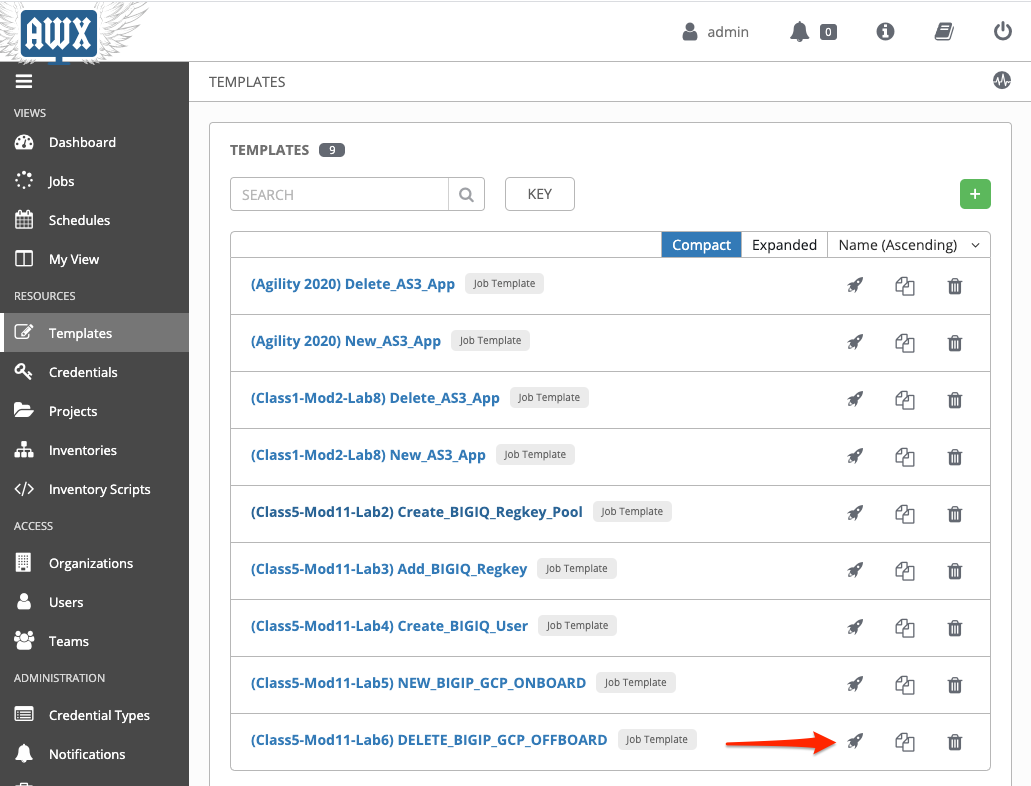 AWX
admin
0
VIEWS
Dashboard
Jobs
Schedules
My View
RESOURCES
Templates
Credentials
Projects
Inventories
Inventory Scripts
ACCESS
Organizations
Users
Teams
ADMINISTRATION
Credential Types
Notifications
TEMPLATES
TEMPLATES 9
SEARCH
KEY
Compact Expanded Name (Ascending)
(Agility 2020) Delete_AS3_App Job Template
(Agility 2020) New_AS3_App Job Template
(Class1-Mod2-Lab8) Delete_AS3_App Job Template
(Class1-Mod2-Lab8) New_AS3_App Job Template
(Class5-Mod11-Lab2) Create_BIGIQ_Regkey_Pool Job Template
(Class5-Mod11-Lab3) Add_BIGIQ_Regkey Job Template
(Class5-Mod11-Lab4) Create_BIGIQ_User Job Template
(Class5-Mod11-Lab5) NEW_BIGIP_GCP_ONBOARD Job Template
(Class5-Mod11-Lab6) DELETE_BIGIP_GCP_OFFBOARD Job Template